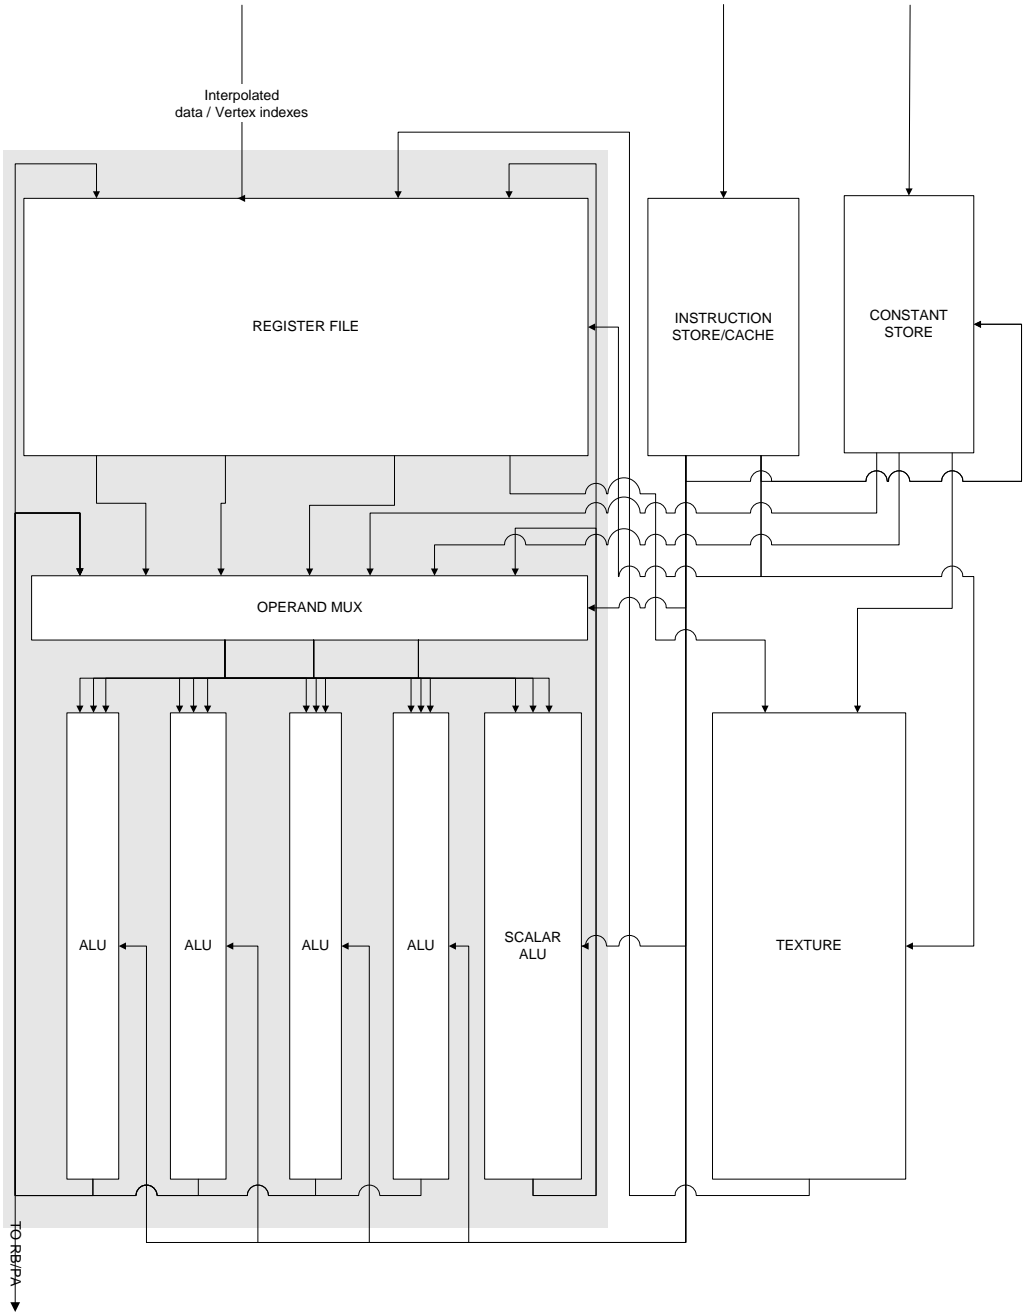 Interpolated
data / Vertex indexes
REGISTER FILE
INSTRUCTION
STORE/CACHE
CONSTANT
STORE
OPERAND MUX
ALU
ALU
ALU
ALU
SCALAR
ALU
TEXTURE
TO RB/PA